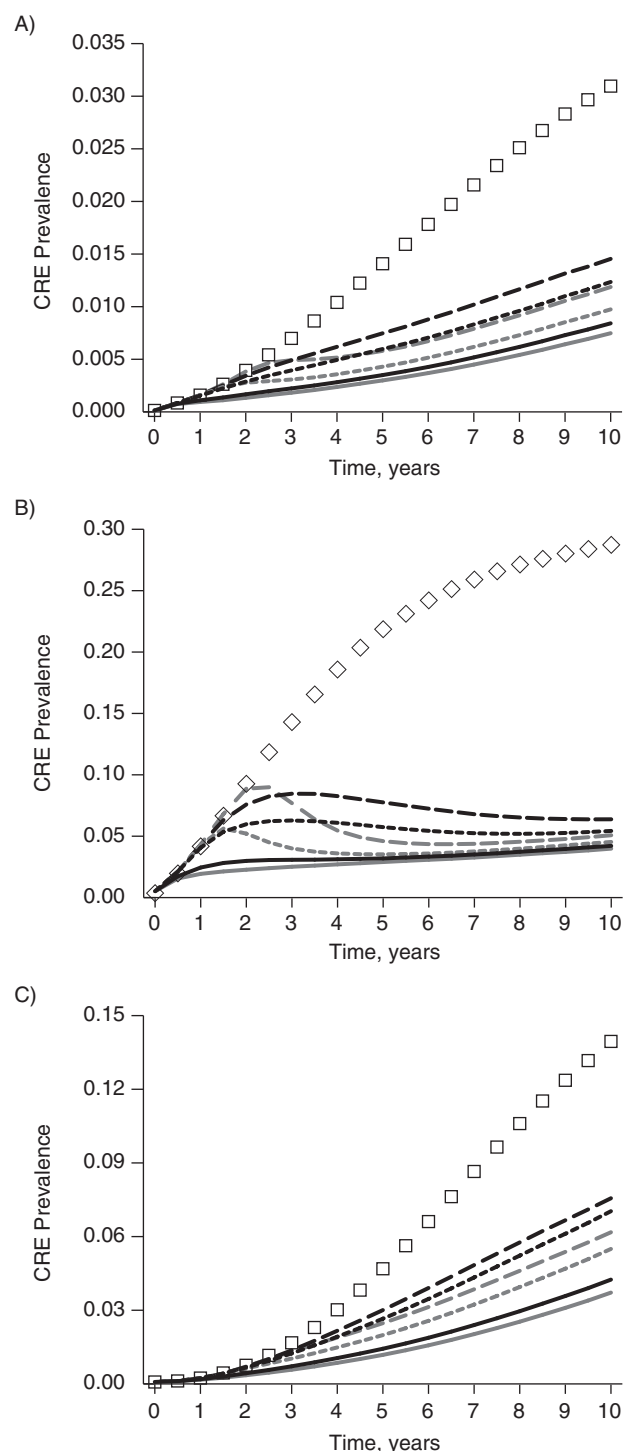 A)
0.035
0.030
0.025
0.020
0.015
0.010
0.005
0.000
CRE Prevalence
0 1 2 3 4 5 6 7 8 9 10
Time, years
B)
0.30
0.25
0.20
0.15
0.10
0.05
0.00
CRE Prevalence
0 1 2 3 4 5 6 7 8 9 10
Time, years
C)
0.15
0.12
0.09
0.06
0.03
0.00
CRE Prevalence
0 1 2 3 4 5 6 7 8 9 10
Time, years